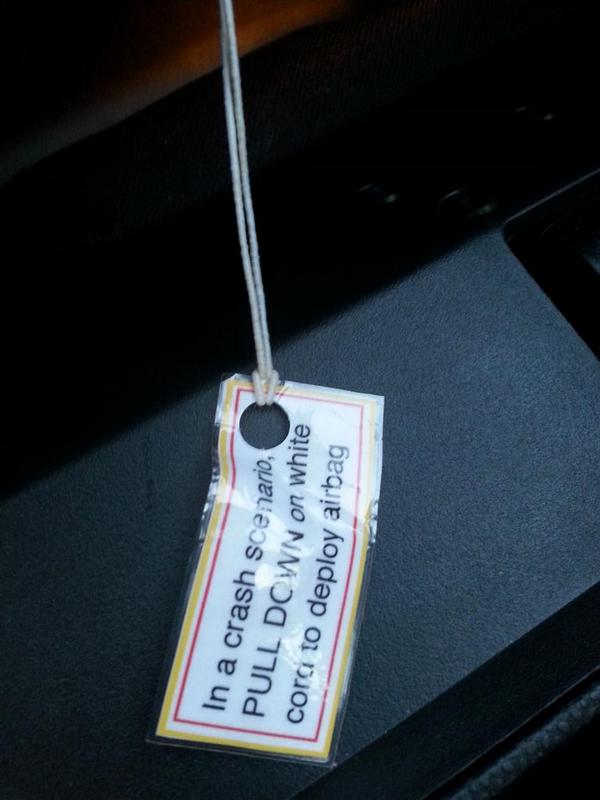 In a crash scenario,
PULL DOWN on white
cord to deploy airbag